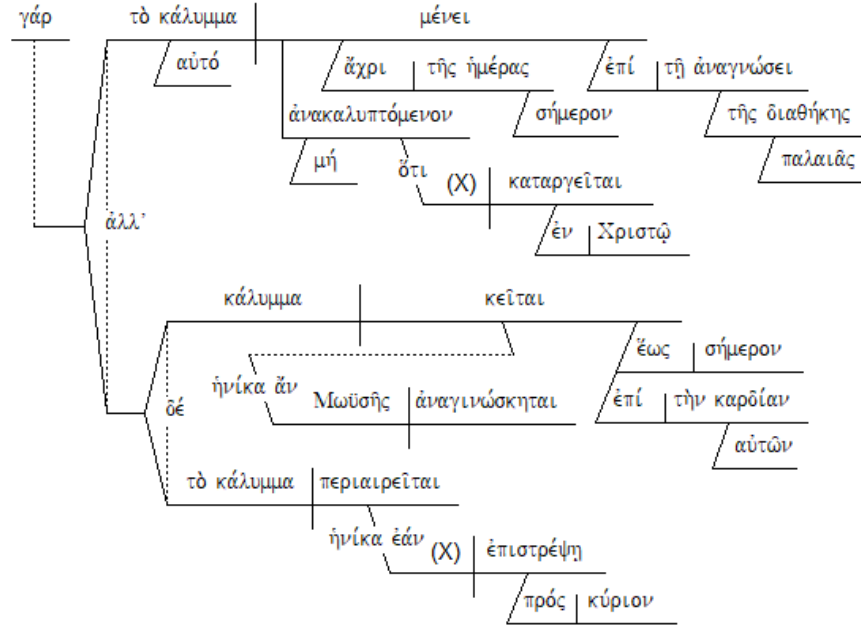 γάρ τὸ κάλυμμα μένει
αὐτό ἄχρι τῆς ἡμέρας ἐπί τῇ ἀναγνώσει
ἀνακαλυπτόμενον σήμερον τῆς διαθήκης
μή ὅτι (X) καταργεῖται παλαιᾶς
ἐν Χριστῷ
ἀλλ’
κάλυμμα κεῖται
ἕως σήμερον
ἡνίκα ἄν Μωϋσῆς ἀναγινώσκηται ἐπί τὴν καρδίαν
δέ αὐτῶν
τὸ κάλυμμα περιαιρεῖται
ἡνίκα ἐάν (X) ἐπιστρέψῃ
πρός κύριον